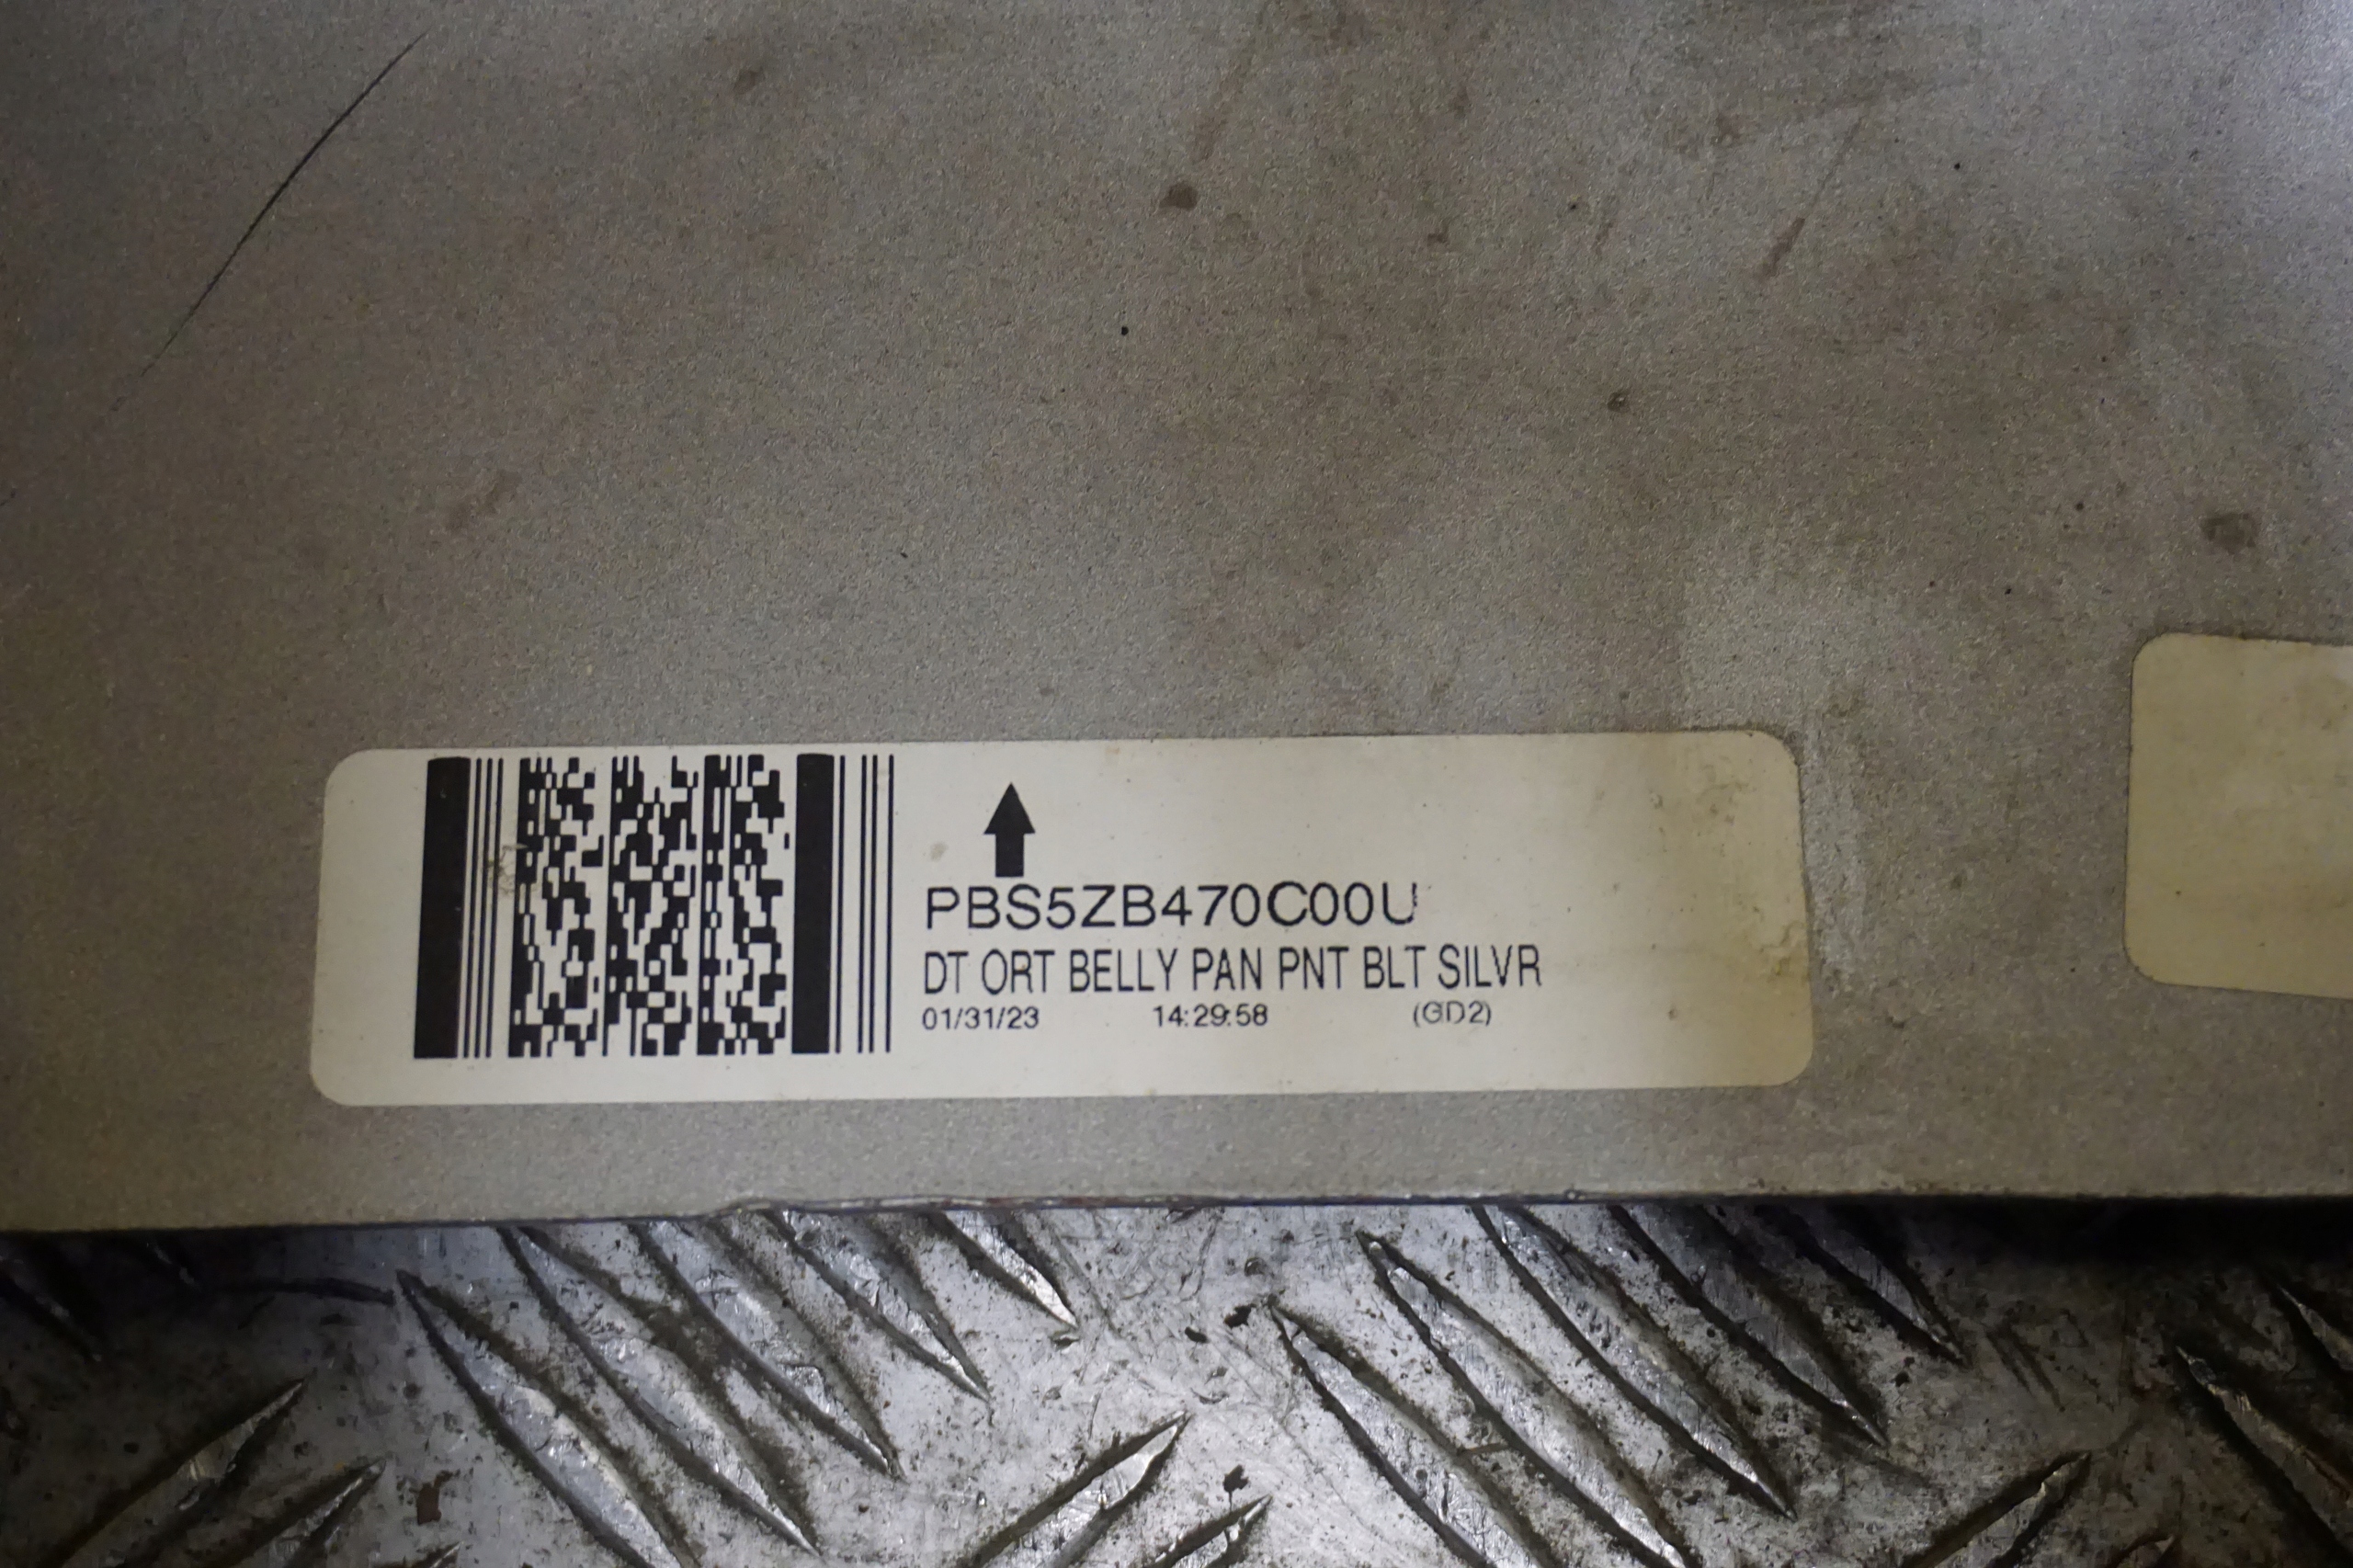 PBS5ZB470C00U
DT ORT BELLY PAN PNT BLT SILVR
01/31/23 14:29:58 (GD2)